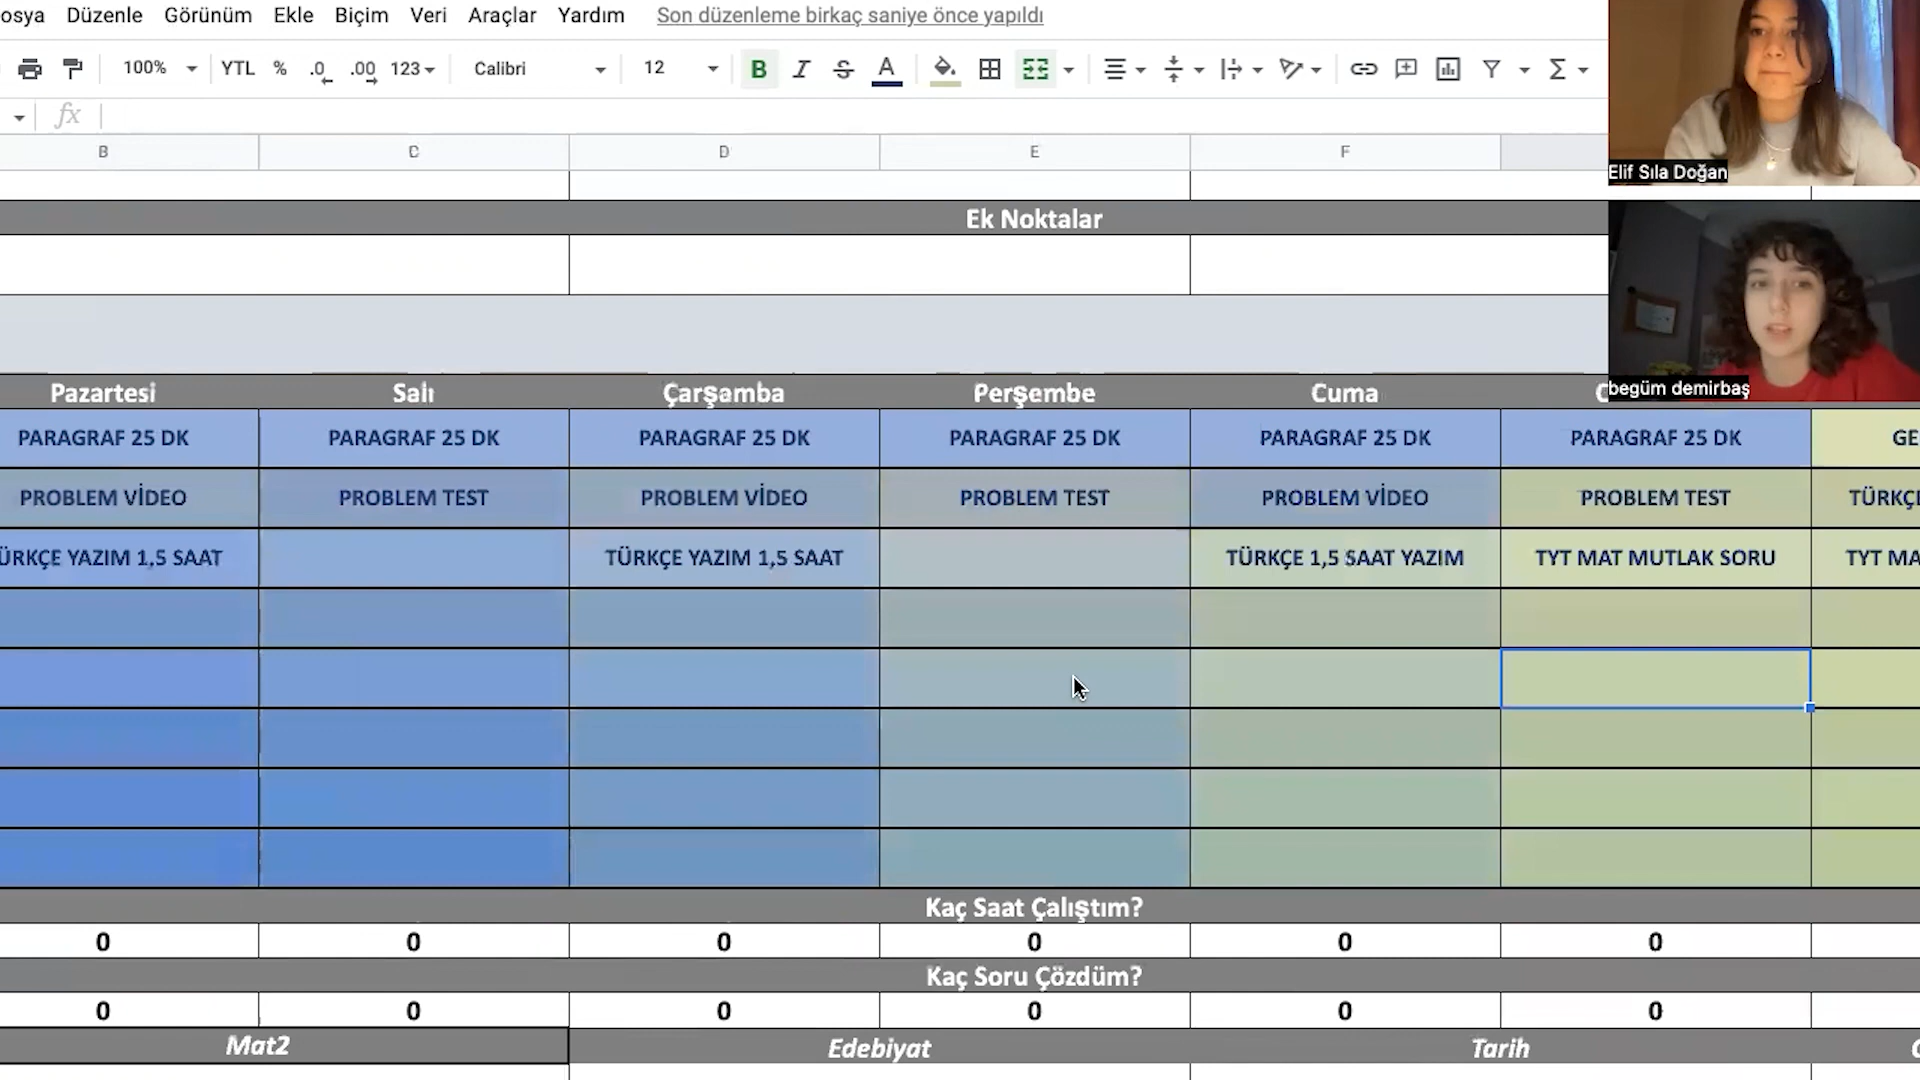 osya Düzenle Görünüm Ekle Biçim Veri Araçlar Yardım Son düzenleme birkaç saniye önce yapıldı
100% YTL % .0 .00 123 Calibri 12 B I S A Σ
fx
B C D E F
Elif Sıla Doğan
Ek Noktalar
begüm demirbaş
Pazartesi Salı Çarşamba Perşembe Cuma C
PARAGRAF 25 DK PARAGRAF 25 DK PARAGRAF 25 DK PARAGRAF 25 DK PARAGRAF 25 DK PARAGRAF 25 DK GE
PROBLEM VİDEO PROBLEM TEST PROBLEM VİDEO PROBLEM TEST PROBLEM VİDEO PROBLEM TEST TÜRKÇE
ÜRKÇE YAZIM 1,5 SAAT TÜRKÇE YAZIM 1,5 SAAT TÜRKÇE 1,5 SAAT YAZIM TYT MAT MUTLAK SORU TYT MA
Kaç Saat Çalıştım?
0 0 0 0 0 0
Kaç Soru Çözdüm?
0 0 0 0 0 0
Mat2 Edebiyat Tarih